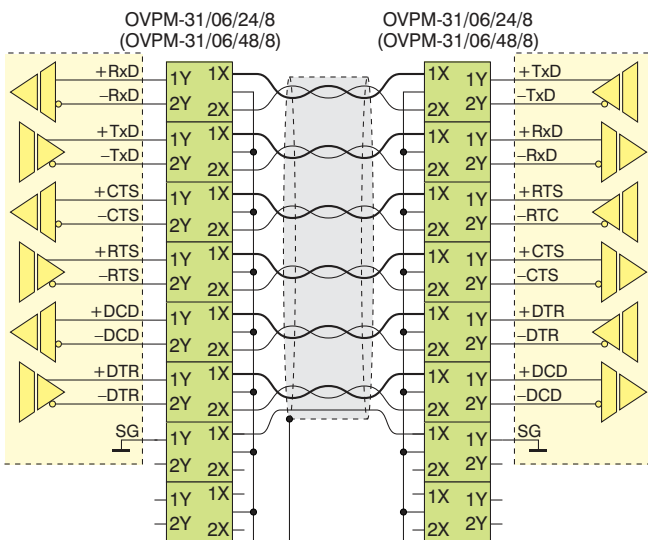 OVPM-31/06/24/8
(OVPM-31/06/48/8)
OVPM-31/06/24/8
(OVPM-31/06/48/8)
+RxD 1Y 1X 1X 1Y +TxD
−RxD 2Y 2X 2X 2Y −TxD
+TxD 1Y 1X 1X 1Y +RxD
−TxD 2Y 2X 2X 2Y −RxD
+CTS 1Y 1X 1X 1Y +RTS
−CTS 2Y 2X 2X 2Y −RTC
+RTS 1Y 1X 1X 1Y +CTS
−RTS 2Y 2X 2X 2Y −CTS
+DCD 1Y 1X 1X 1Y +DTR
−DCD 2Y 2X 2X 2Y −DTR
+DTR 1Y 1X 1X 1Y +DCD
−DTR 2Y 2X 2X 2Y −DCD
SG 1Y 1X 1X 1Y SG
2Y 2X 2X 2Y
1Y 1X 1X 1Y
2Y 2X 2X 2Y